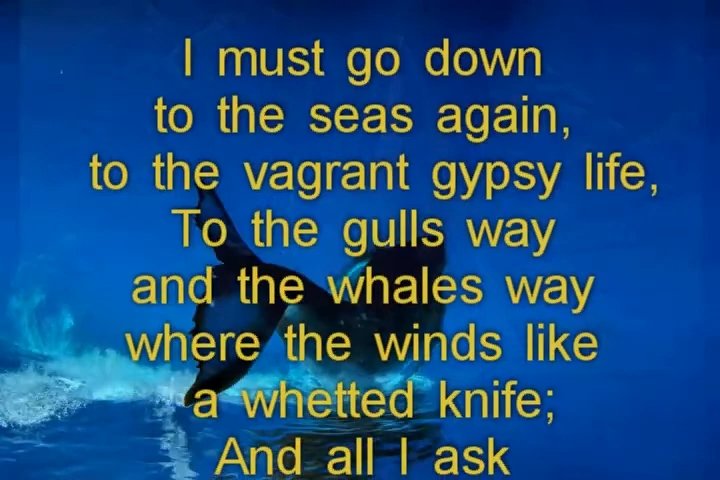 I must go down
to the seas again,
to the vagrant gypsy life,
To the gulls way
and the whales way
where the winds like
a whetted knife;
And all I ask